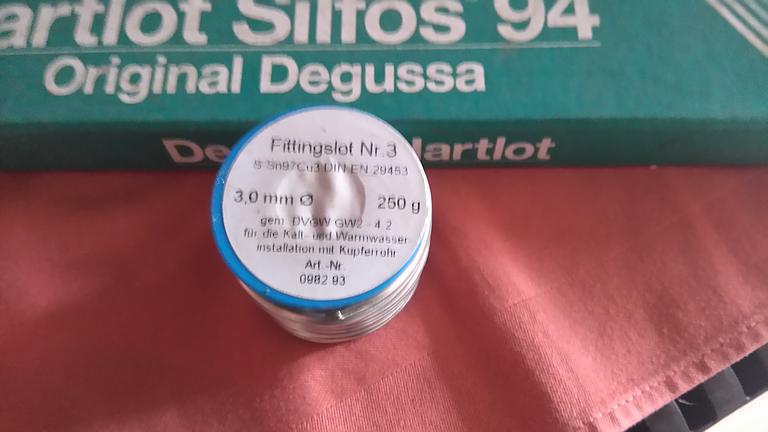 artlot Silfos 94
Original Degussa
De artlot
Fittingslot Nr.3
S-Sn97Cu3 DIN EN 29453
3,0 mm Ø 250 g
gem. DVGW GW2 - 4.2
für die Kalt- und Warmwasser
installation mit Kupferrohr
Art.-Nr.
0982 93